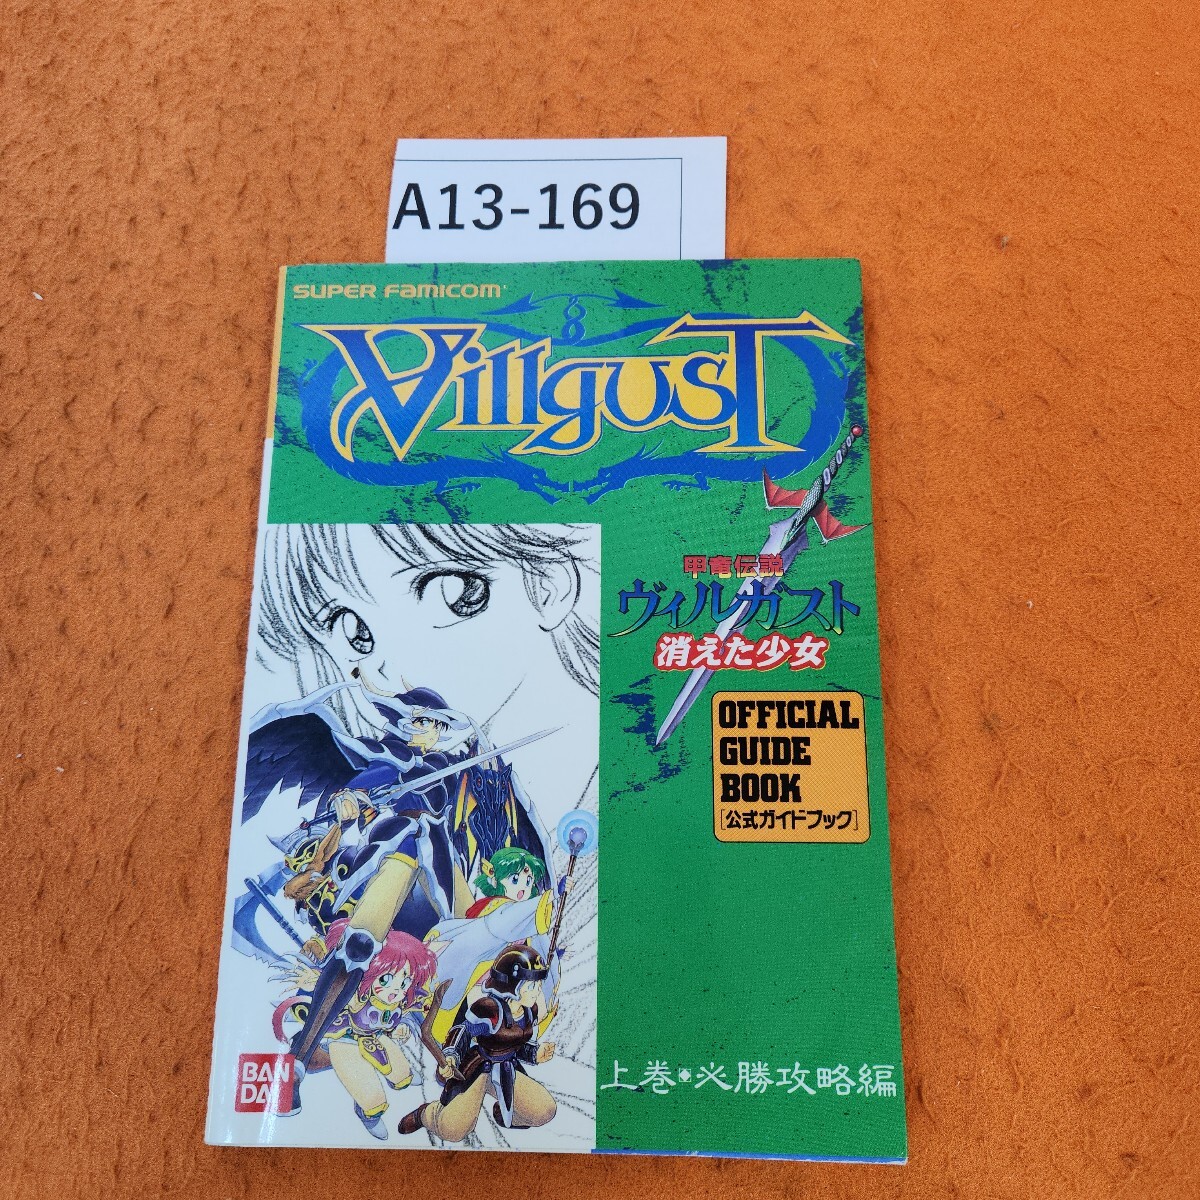 A13-169
SUPER FAMICOM
Villgust
甲竜伝説
ヴィルガスト
消えた少女
OFFICIAL
GUIDE
BOOK
[公式ガイドブック]
BAN
DAI
上巻・必勝攻略編